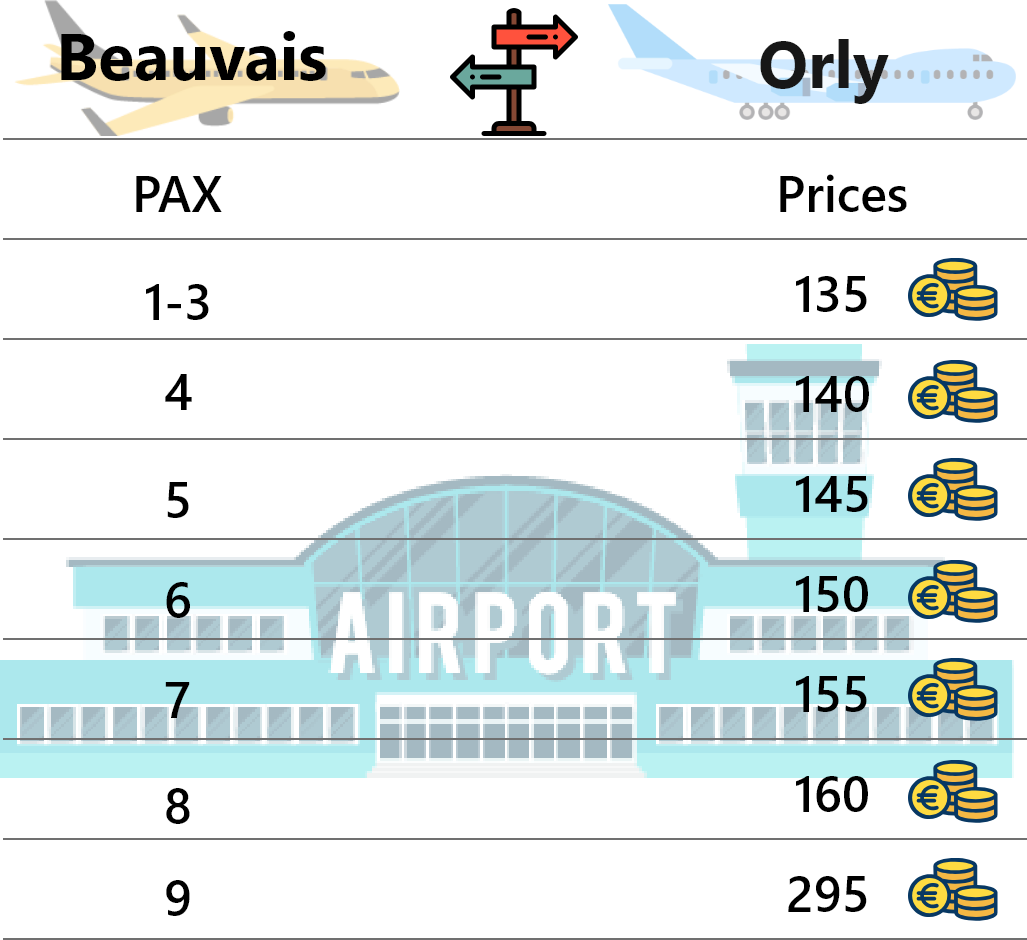 Beauvais Orly
PAX Prices
1-3 135 €
4 140 €
5 145 €
6 150 €
AIRPORT
7 155 €
8 160 €
9 295 €